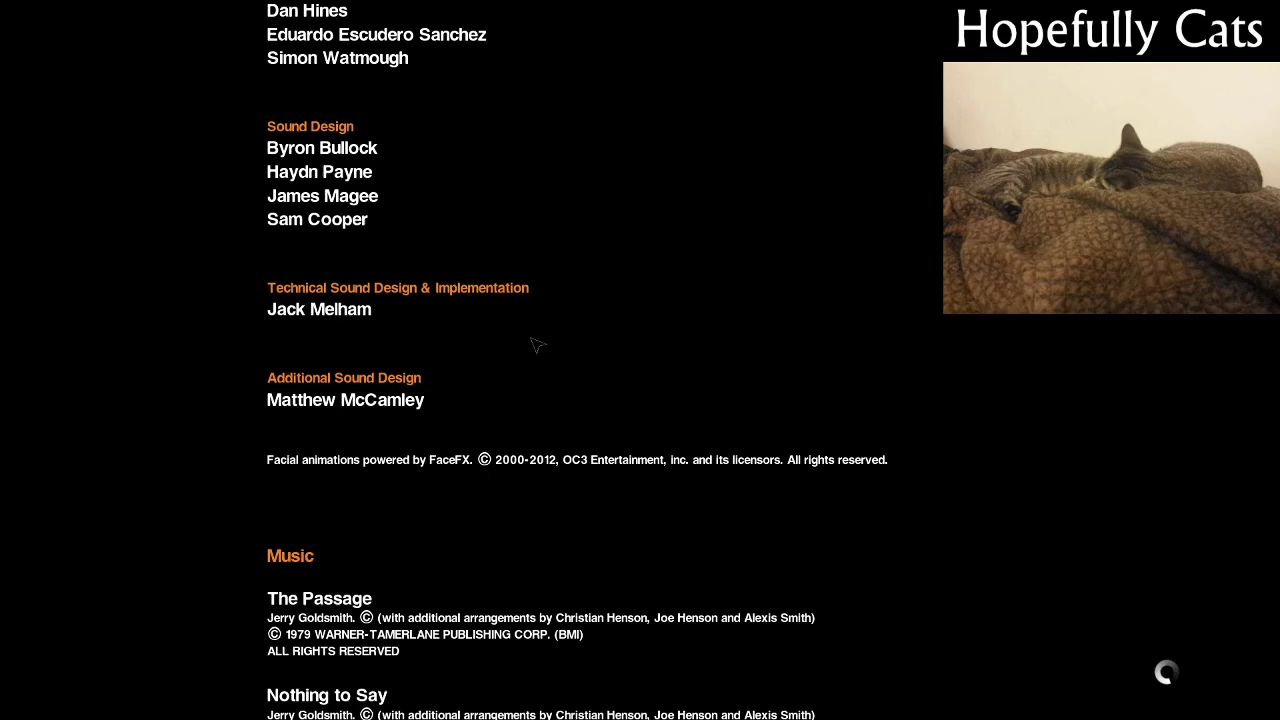 Dan Hines
Eduardo Escudero Sanchez
Simon Watmough
Hopefully Cats
Sound Design
Byron Bullock
Haydn Payne
James Magee
Sam Cooper
Technical Sound Design & Implementation
Jack Melham
Additional Sound Design
Matthew McCamley
Facial animations powered by FaceFX. © 2000-2012, OC3 Entertainment, inc. and its licensors. All rights reserved.
Music
The Passage
Jerry Goldsmith. © (with additional arrangements by Christian Henson, Joe Henson and Alexis Smith)
© 1979 WARNER-TAMERLANE PUBLISHING CORP. (BMI)
ALL RIGHTS RESERVED
Nothing to Say
Jerry Goldsmith. © (with additional arrangements by Christian Henson, Joe Henson and Alexis Smith)